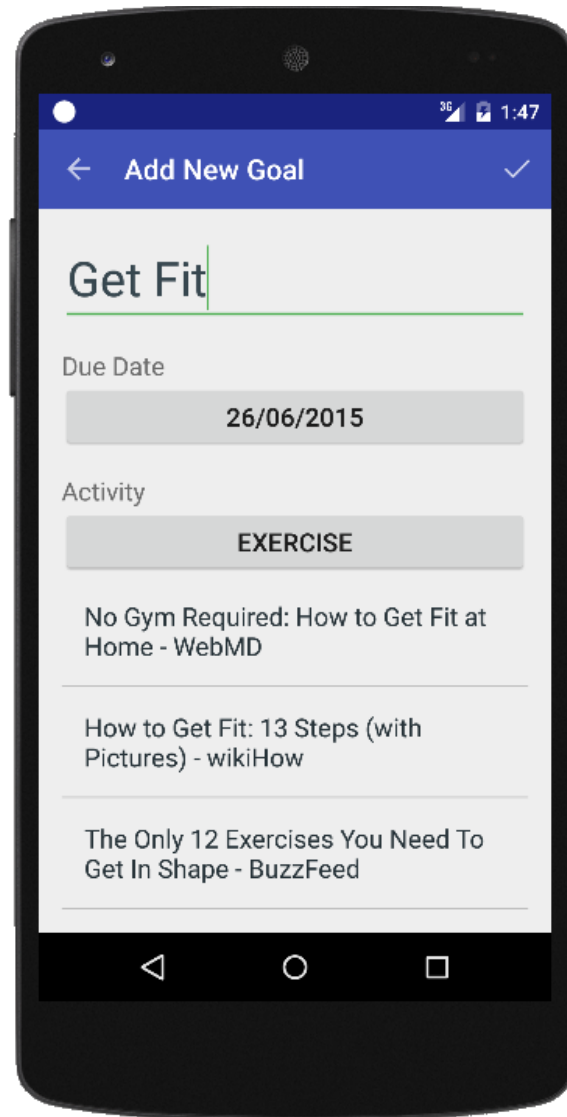 3G 1:47
Add New Goal
Get Fit
Due Date
26/06/2015
Activity
EXERCISE
No Gym Required: How to Get Fit at
Home - WebMD
How to Get Fit: 13 Steps (with
Pictures) - wikiHow
The Only 12 Exercises You Need To
Get In Shape - BuzzFeed